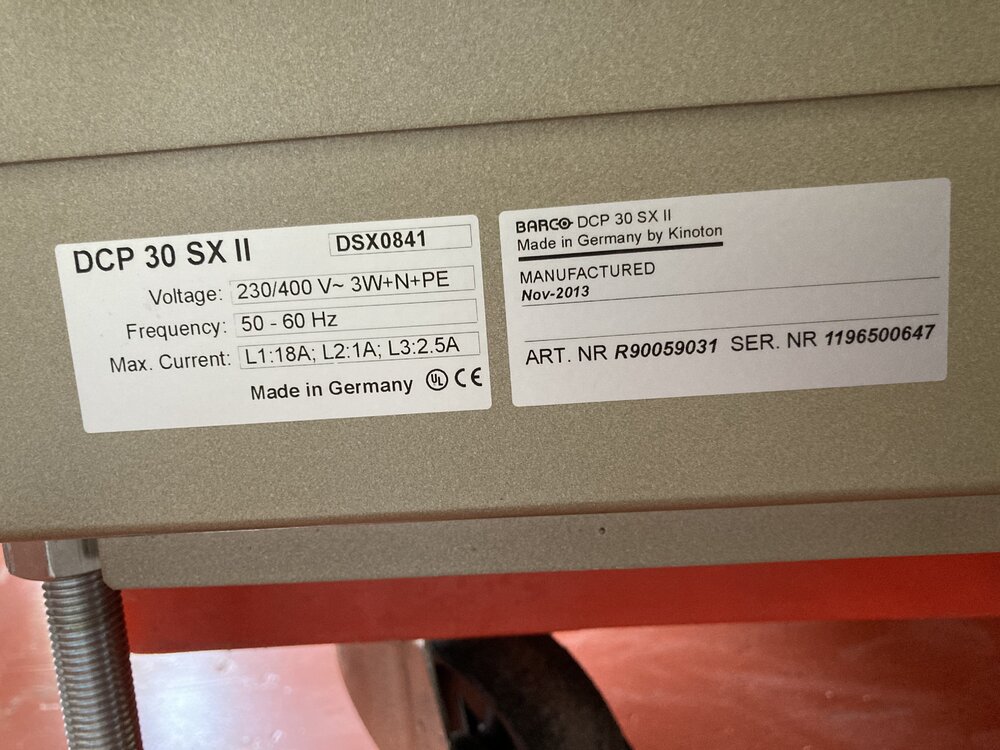 DCP 30 SX II DSX0841
Voltage: 230/400 V~ 3W+N+PE
Frequency: 50 - 60 Hz
Max. Current: L1:18A; L2:1A; L3:2.5A
Made in Germany UL CE
BARCO DCP 30 SX II
Made in Germany by Kinoton
MANUFACTURED
Nov-2013
ART. NR R90059031 SER. NR 1196500647